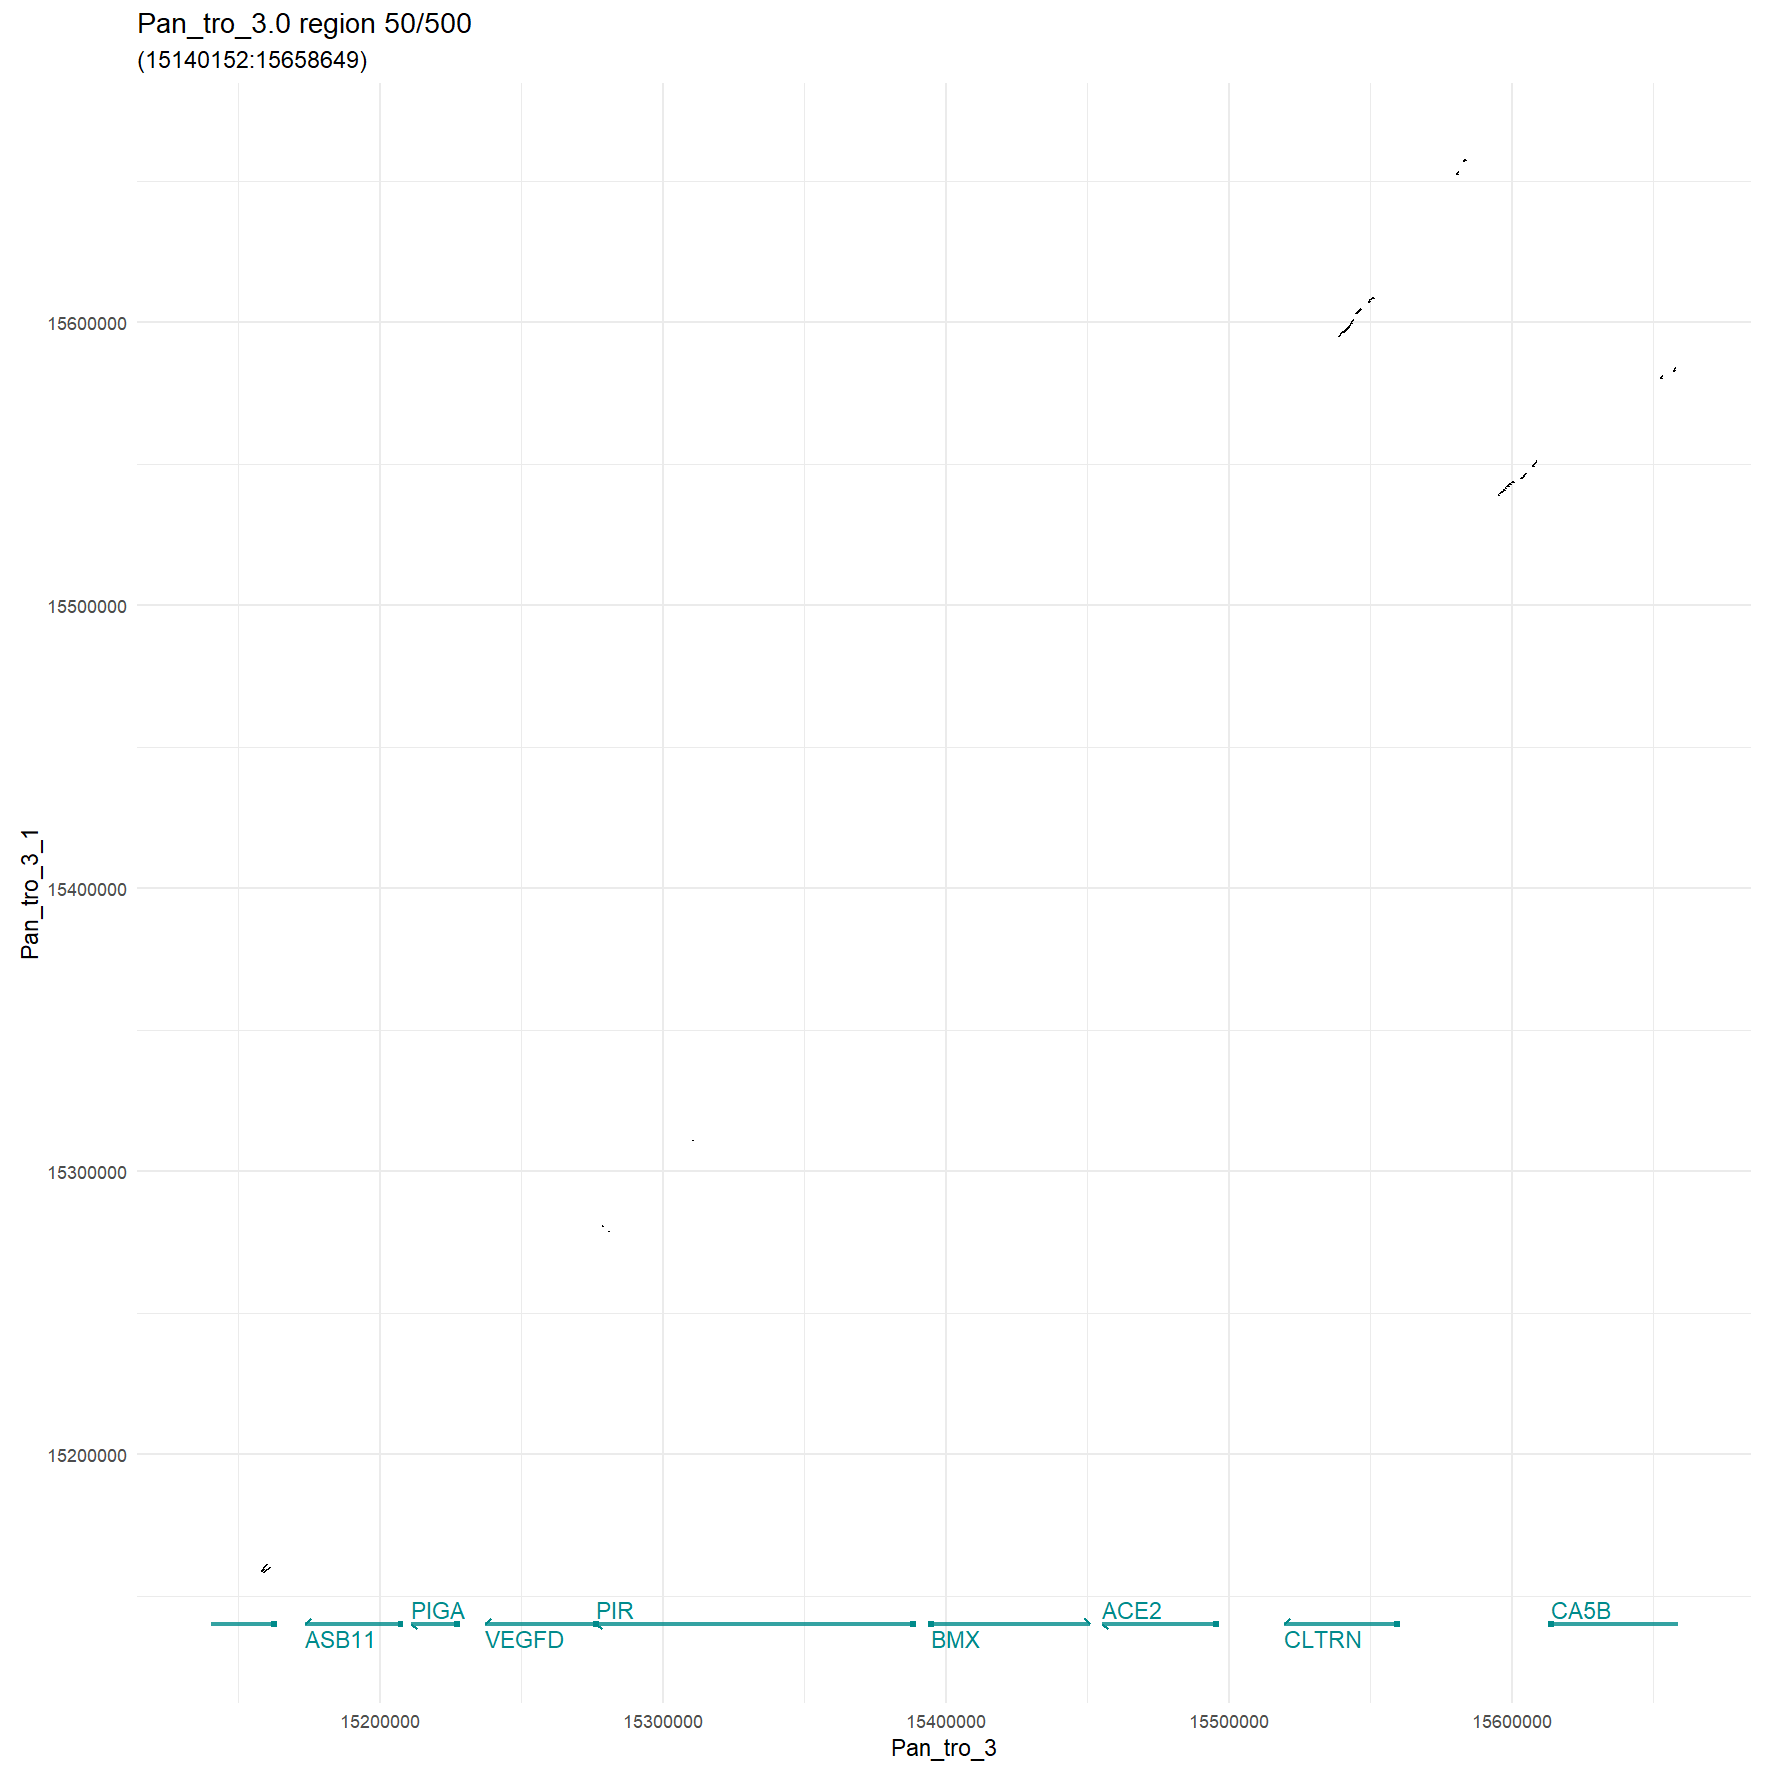 Pan_tro_3.0 region 50/500
(15140152:15658649)
15600000
15500000
15400000
15300000
15200000
Pan_tro_3_1
PIGA
PIR
ACE2
CA5B
ASB11
VEGFD
BMX
CLTRN
15200000
15300000
15400000
15500000
15600000
Pan_tro_3